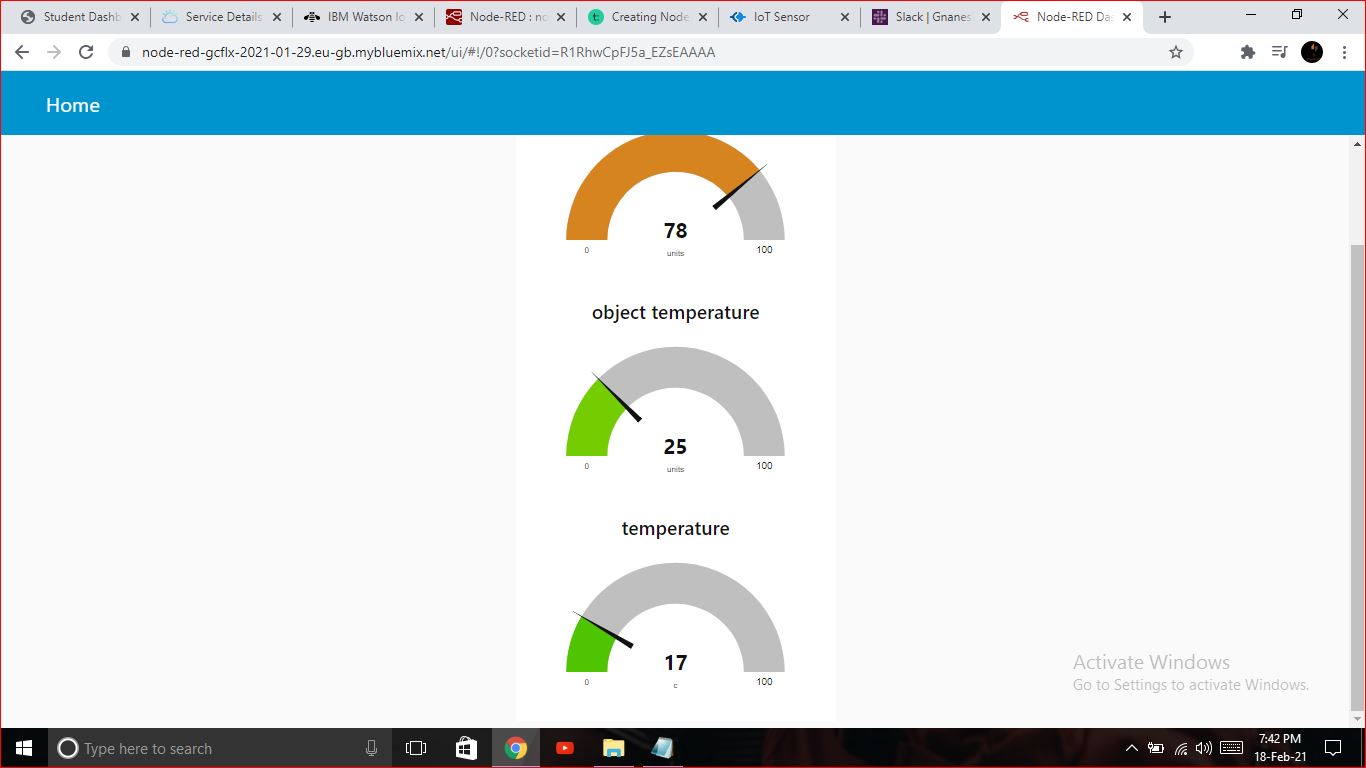 Student Dashb
Service Details
IBM Watson Io
Node-RED : no
Creating Node
IoT Sensor
Slack | Gnanes
Node-RED Das
node-red-gcflx-2021-01-29.eu-gb.mybluemix.net/ui/#!/0?socketid=R1RhwCpFJ5a_EZsEAAAA
Home
78
0
units
100
object temperature
25
0
units
100
temperature
17
0
c
100
Activate Windows
Go to Settings to activate Windows.
Type here to search
7:42 PM
18-Feb-21